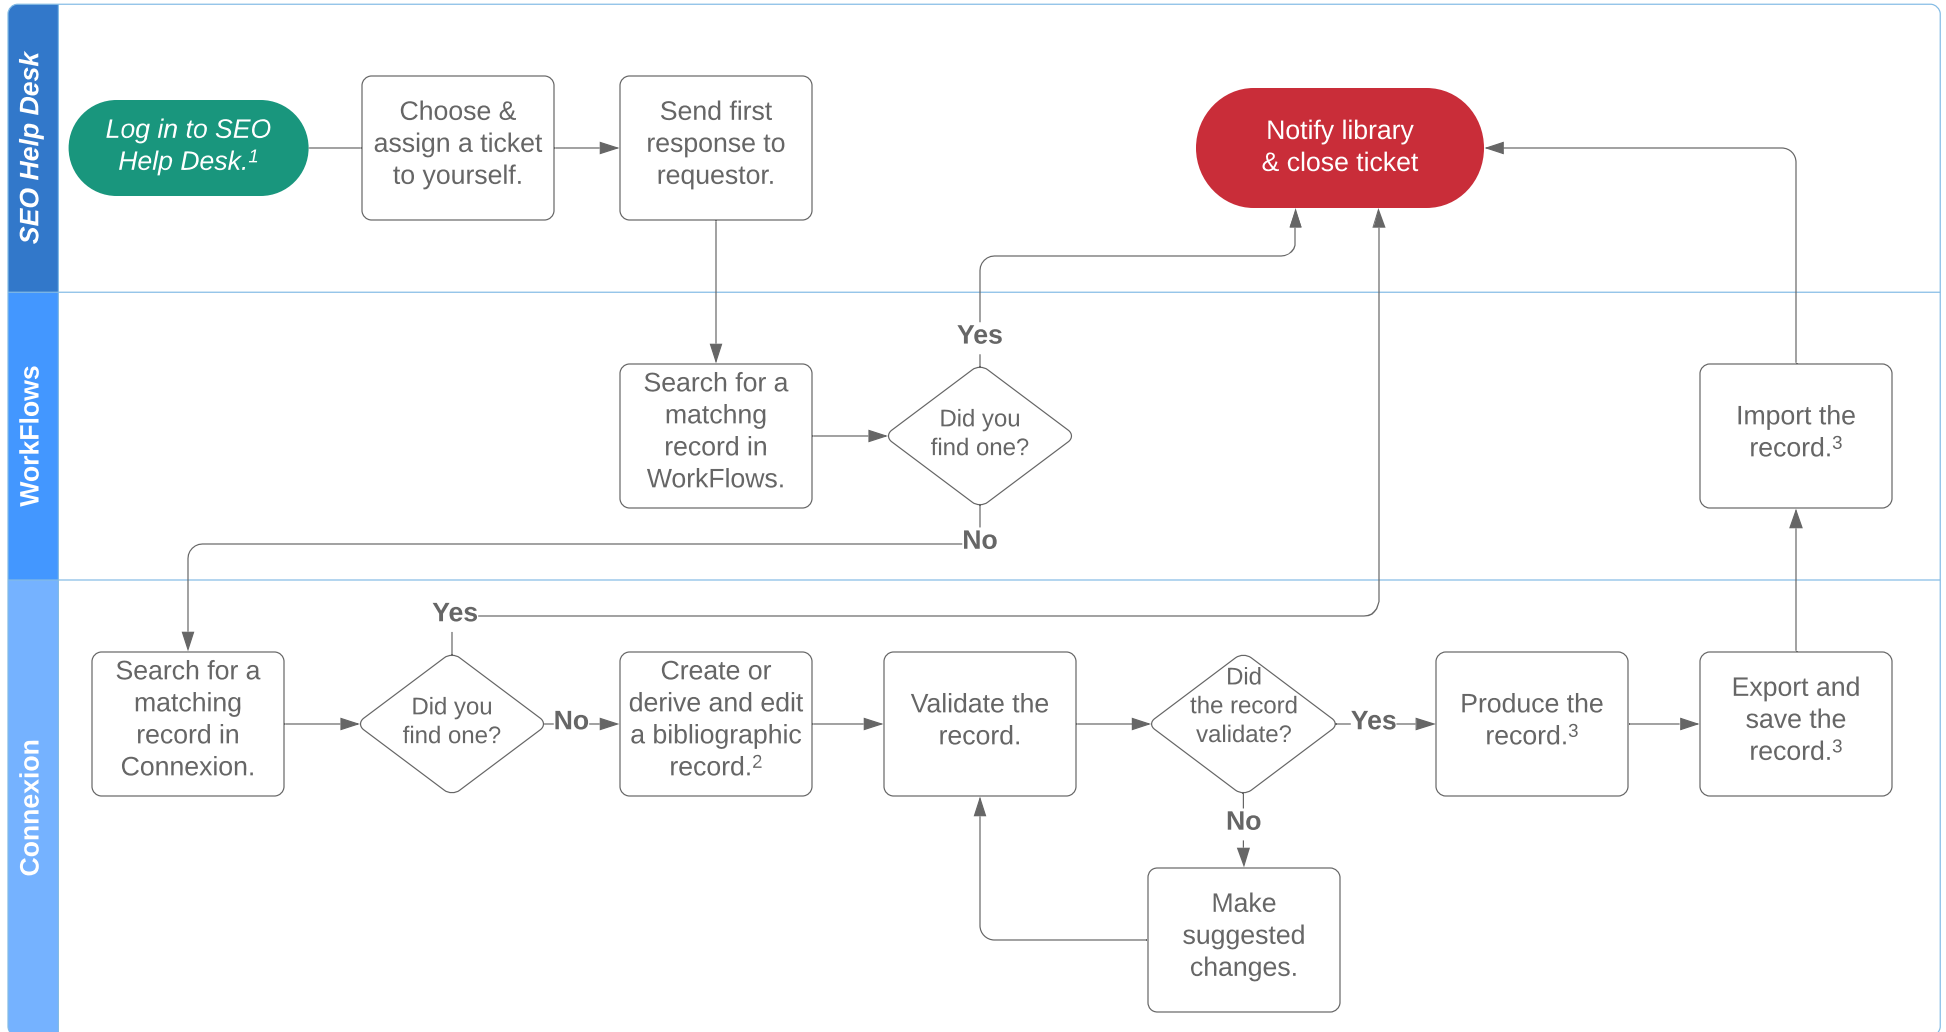 SEO Help Desk
Log in to SEO
Help Desk.¹
Choose &
assign a ticket
to yourself.
Send first
response to
requestor.
Notify library
& close ticket
WorkFlows
Search for a
matchng
record in
WorkFlows.
Yes
Did you
find one?
No
Import the
record.³
Connexion
Search for a
matching
record in
Connexion.
Yes
Did you
find one?
No
Create or
derive and edit
a bibliographic
record.²
Validate the
record.
Did
the record
validate?
Yes
No
Make
suggested
changes.
Produce the
record.³
Export and
save the
record.³